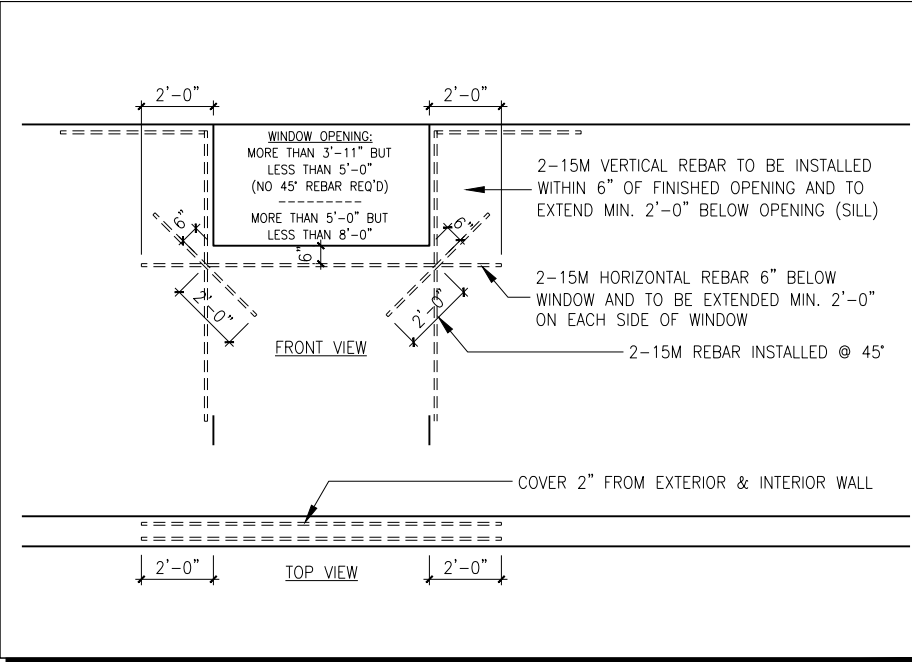 2'-0"
2'-0"
WINDOW OPENING:
MORE THAN 3'-11" BUT
LESS THAN 5'-0"
(NO 45° REBAR REQ'D)
----------
MORE THAN 5'-0" BUT
LESS THAN 8'-0"
2-15M VERTICAL REBAR TO BE INSTALLED
WITHIN 6" OF FINISHED OPENING AND TO
EXTEND MIN. 2'-0" BELOW OPENING (SILL)
6"
6"
6"
2-15M HORIZONTAL REBAR 6" BELOW
WINDOW AND TO BE EXTENDED MIN. 2'-0"
ON EACH SIDE OF WINDOW
2'-0"
2'-0"
FRONT VIEW
2-15M REBAR INSTALLED @ 45°
COVER 2" FROM EXTERIOR & INTERIOR WALL
2'-0"
TOP VIEW
2'-0"